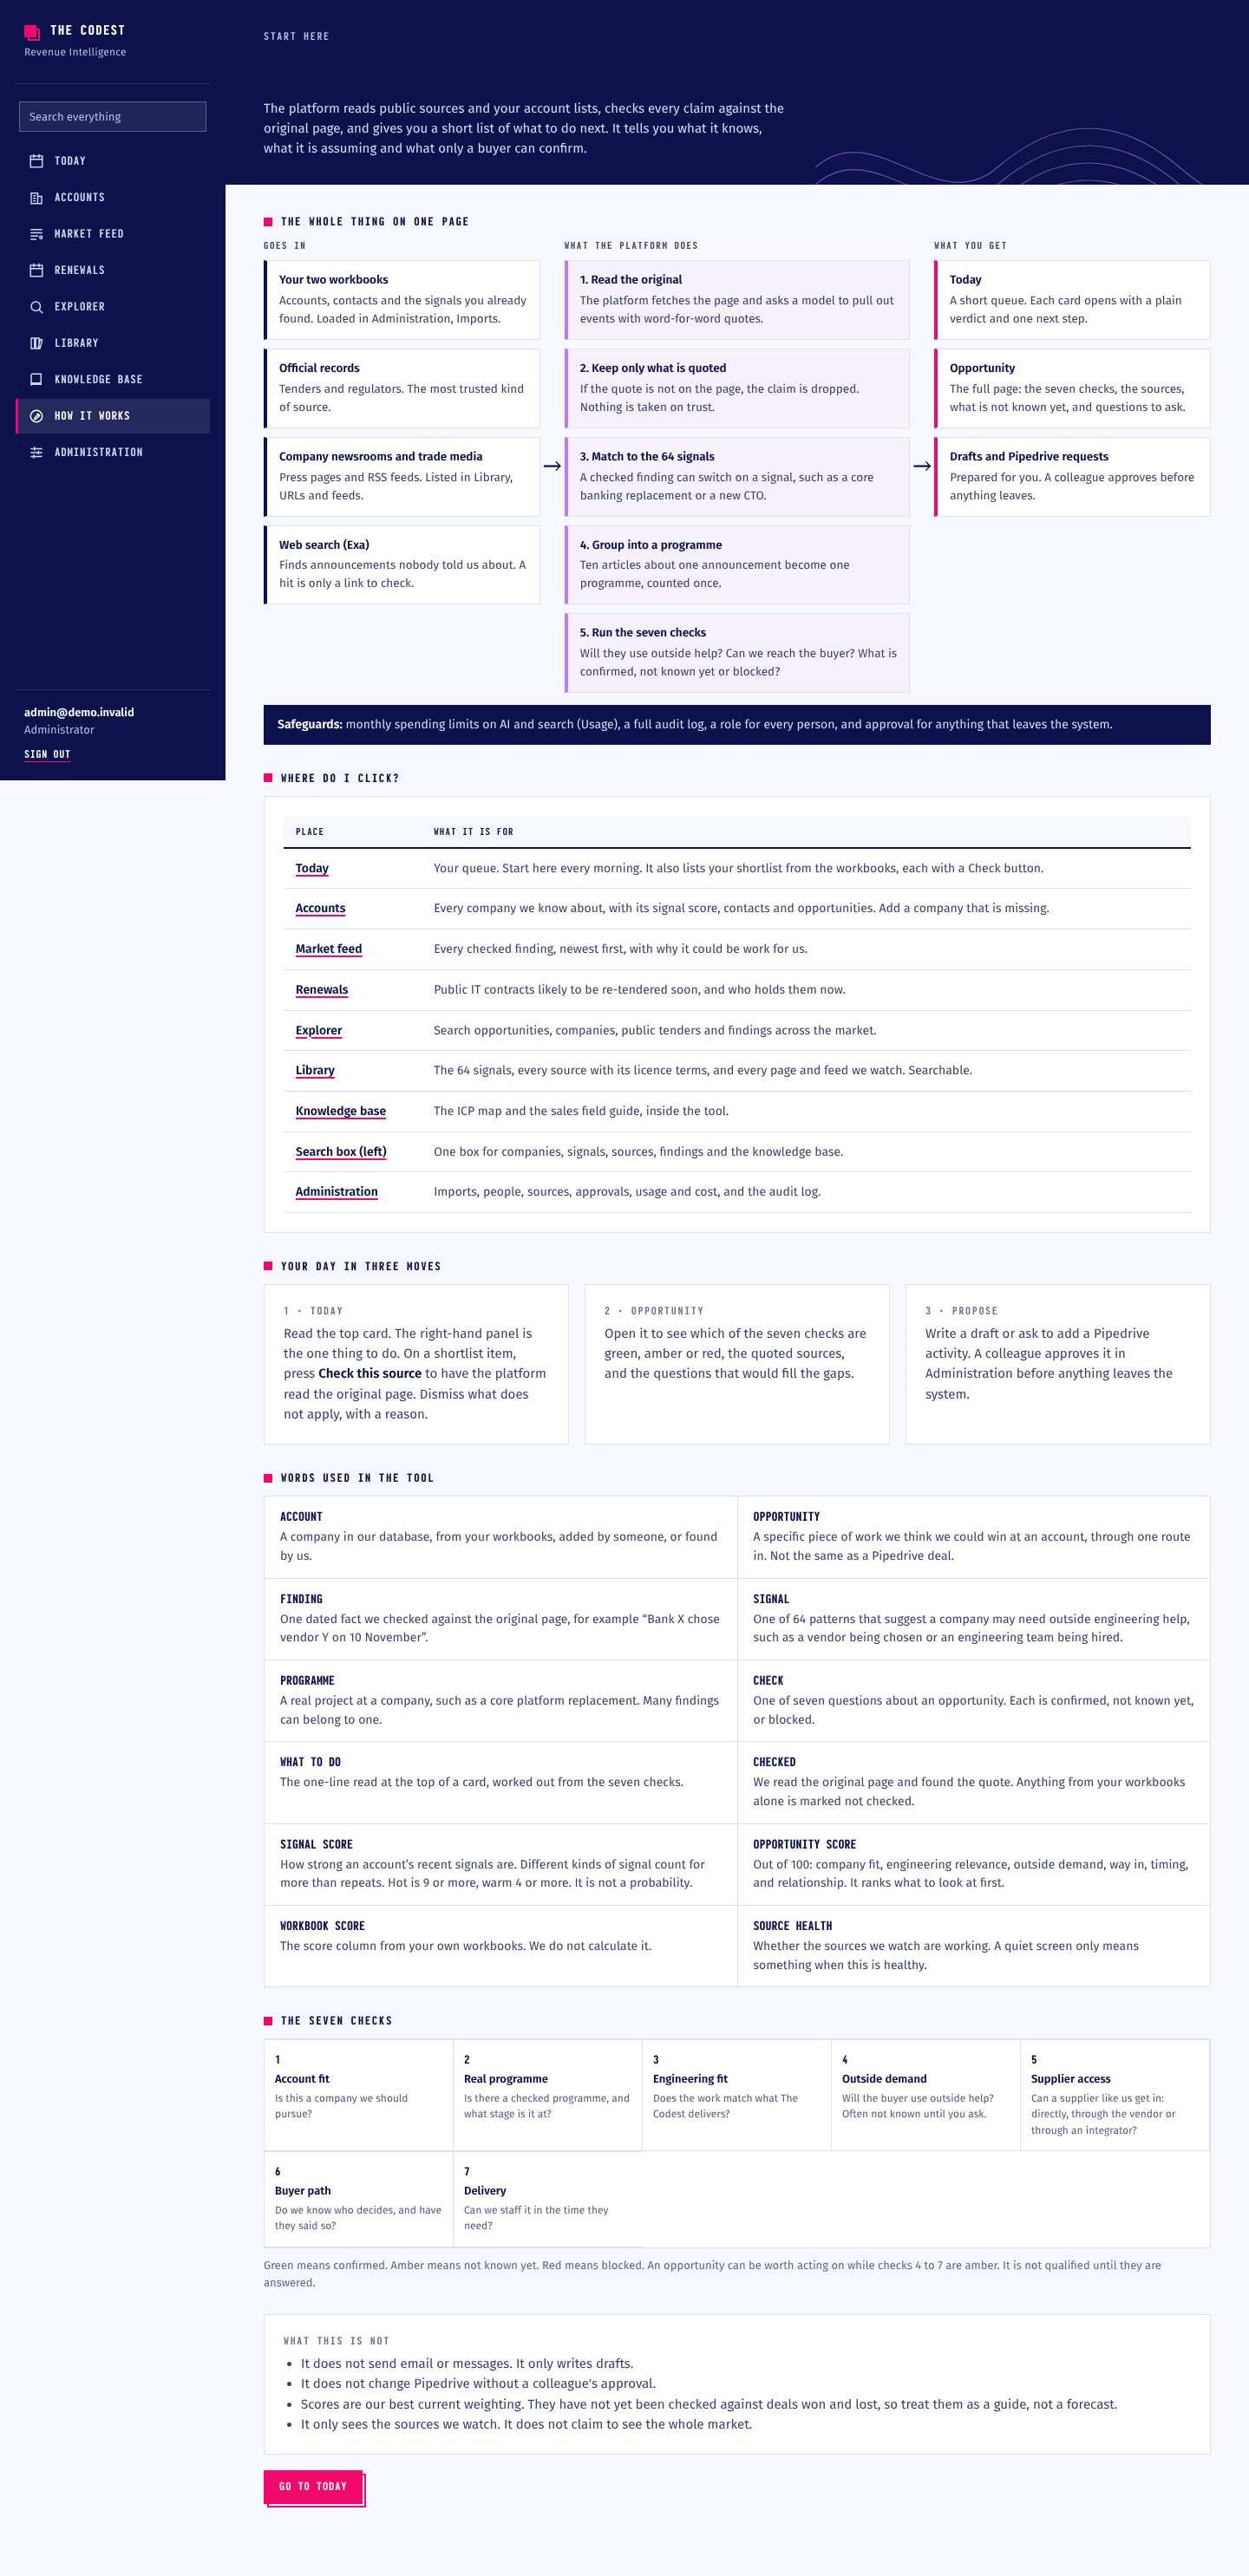 THE CODEST
Revenue Intelligence
Search everything
TODAY
ACCOUNTS
MARKET FEED
RENEWALS
EXPLORER
LIBRARY
KNOWLEDGE BASE
HOW IT WORKS
ADMINISTRATION
admin@demo.invalid
Administrator
SIGN OUT
START HERE
The platform reads public sources and your account lists, checks every claim against the
original page, and gives you a short list of what to do next. It tells you what it knows,
what it is assuming and what only a buyer can confirm.
THE WHOLE THING ON ONE PAGE
GOES IN
Your two workbooks
Accounts, contacts and the signals you already
found. Loaded in Administration, Imports.
Official records
Tenders and regulators. The most trusted kind
of source.
Company newsrooms and trade media
Press pages and RSS feeds. Listed in Library,
URLs and feeds.
Web search (Exa)
Finds announcements nobody told us about. A
hit is only a link to check.
WHAT THE PLATFORM DOES
1. Read the original
The platform fetches the page and asks a model to pull out
events with word-for-word quotes.
2. Keep only what is quoted
If the quote is not on the page, the claim is dropped.
Nothing is taken on trust.
3. Match to the 64 signals
A checked finding can switch on a signal, such as a core
banking replacement or a new CTO.
4. Group into a programme
Ten articles about one announcement become one
programme, counted once.
5. Run the seven checks
Will they use outside help? Can we reach the buyer? What is
confirmed, not known yet or blocked?
WHAT YOU GET
Today
A short queue. Each card opens with a plain
verdict and one next step.
Opportunity
The full page: the seven checks, the sources,
what is not known yet, and questions to ask.
Drafts and Pipedrive requests
Prepared for you. A colleague approves before
anything leaves.
Safeguards: monthly spending limits on AI and search (Usage), a full audit log, a role for every person, and approval for anything that leaves the system.
WHERE DO I CLICK?
PLACE WHAT IT IS FOR
Today Your queue. Start here every morning. It also lists your shortlist from the workbooks, each with a Check button.
Accounts Every company we know about, with its signal score, contacts and opportunities. Add a company that is missing.
Market feed Every checked finding, newest first, with why it could be work for us.
Renewals Public IT contracts likely to be re-tendered soon, and who holds them now.
Explorer Search opportunities, companies, public tenders and findings across the market.
Library The 64 signals, every source with its licence terms, and every page and feed we watch. Searchable.
Knowledge base The ICP map and the sales field guide, inside the tool.
Search box (left) One box for companies, signals, sources, findings and the knowledge base.
Administration Imports, people, sources, approvals, usage and cost, and the audit log.
YOUR DAY IN THREE MOVES
1 · TODAY
Read the top card. The right-hand panel is
the one thing to do. On a shortlist item,
press Check this source to have the platform
read the original page. Dismiss what does
not apply, with a reason.
2 · OPPORTUNITY
Open it to see which of the seven checks are
green, amber or red, the quoted sources,
and the questions that would fill the gaps.
3 · PROPOSE
Write a draft or ask to add a Pipedrive
activity. A colleague approves it in
Administration before anything leaves the
system.
WORDS USED IN THE TOOL
ACCOUNT
A company in our database, from your workbooks, added by someone, or found
by us.
OPPORTUNITY
A specific piece of work we think we could win at an account, through one route
in. Not the same as a Pipedrive deal.
FINDING
One dated fact we checked against the original page, for example “Bank X chose
vendor Y on 10 November”.
SIGNAL
One of 64 patterns that suggest a company may need outside engineering help,
such as a vendor being chosen or an engineering team being hired.
PROGRAMME
A real project at a company, such as a core platform replacement. Many findings
can belong to one.
CHECK
One of seven questions about an opportunity. Each is confirmed, not known yet,
or blocked.
WHAT TO DO
The one-line read at the top of a card, worked out from the seven checks.
CHECKED
We read the original page and found the quote. Anything from your workbooks
alone is marked not checked.
SIGNAL SCORE
How strong an account’s recent signals are. Different kinds of signal count for
more than repeats. Hot is 9 or more, warm 4 or more. It is not a probability.
OPPORTUNITY SCORE
Out of 100: company fit, engineering relevance, outside demand, way in, timing,
and relationship. It ranks what to look at first.
WORKBOOK SCORE
The score column from your own workbooks. We do not calculate it.
SOURCE HEALTH
Whether the sources we watch are working. A quiet screen only means
something when this is healthy.
THE SEVEN CHECKS
1
Account fit
Is this a company we should
pursue?
2
Real programme
Is there a checked programme, and
what stage is it at?
3
Engineering fit
Does the work match what The
Codest delivers?
4
Outside demand
Will the buyer use outside help?
Often not known until you ask.
5
Supplier access
Can a supplier like us get in:
directly, through the vendor or
through an integrator?
6
Buyer path
Do we know who decides, and have
they said so?
7
Delivery
Can we staff it in the time they
need?
Green means confirmed. Amber means not known yet. Red means blocked. An opportunity can be worth acting on while checks 4 to 7 are amber. It is not qualified until they are
answered.
WHAT THIS IS NOT
• It does not send email or messages. It only writes drafts.
• It does not change Pipedrive without a colleague's approval.
• Scores are our best current weighting. They have not yet been checked against deals won and lost, so treat them as a guide, not a forecast.
• It only sees the sources we watch. It does not claim to see the whole market.
GO TO TODAY